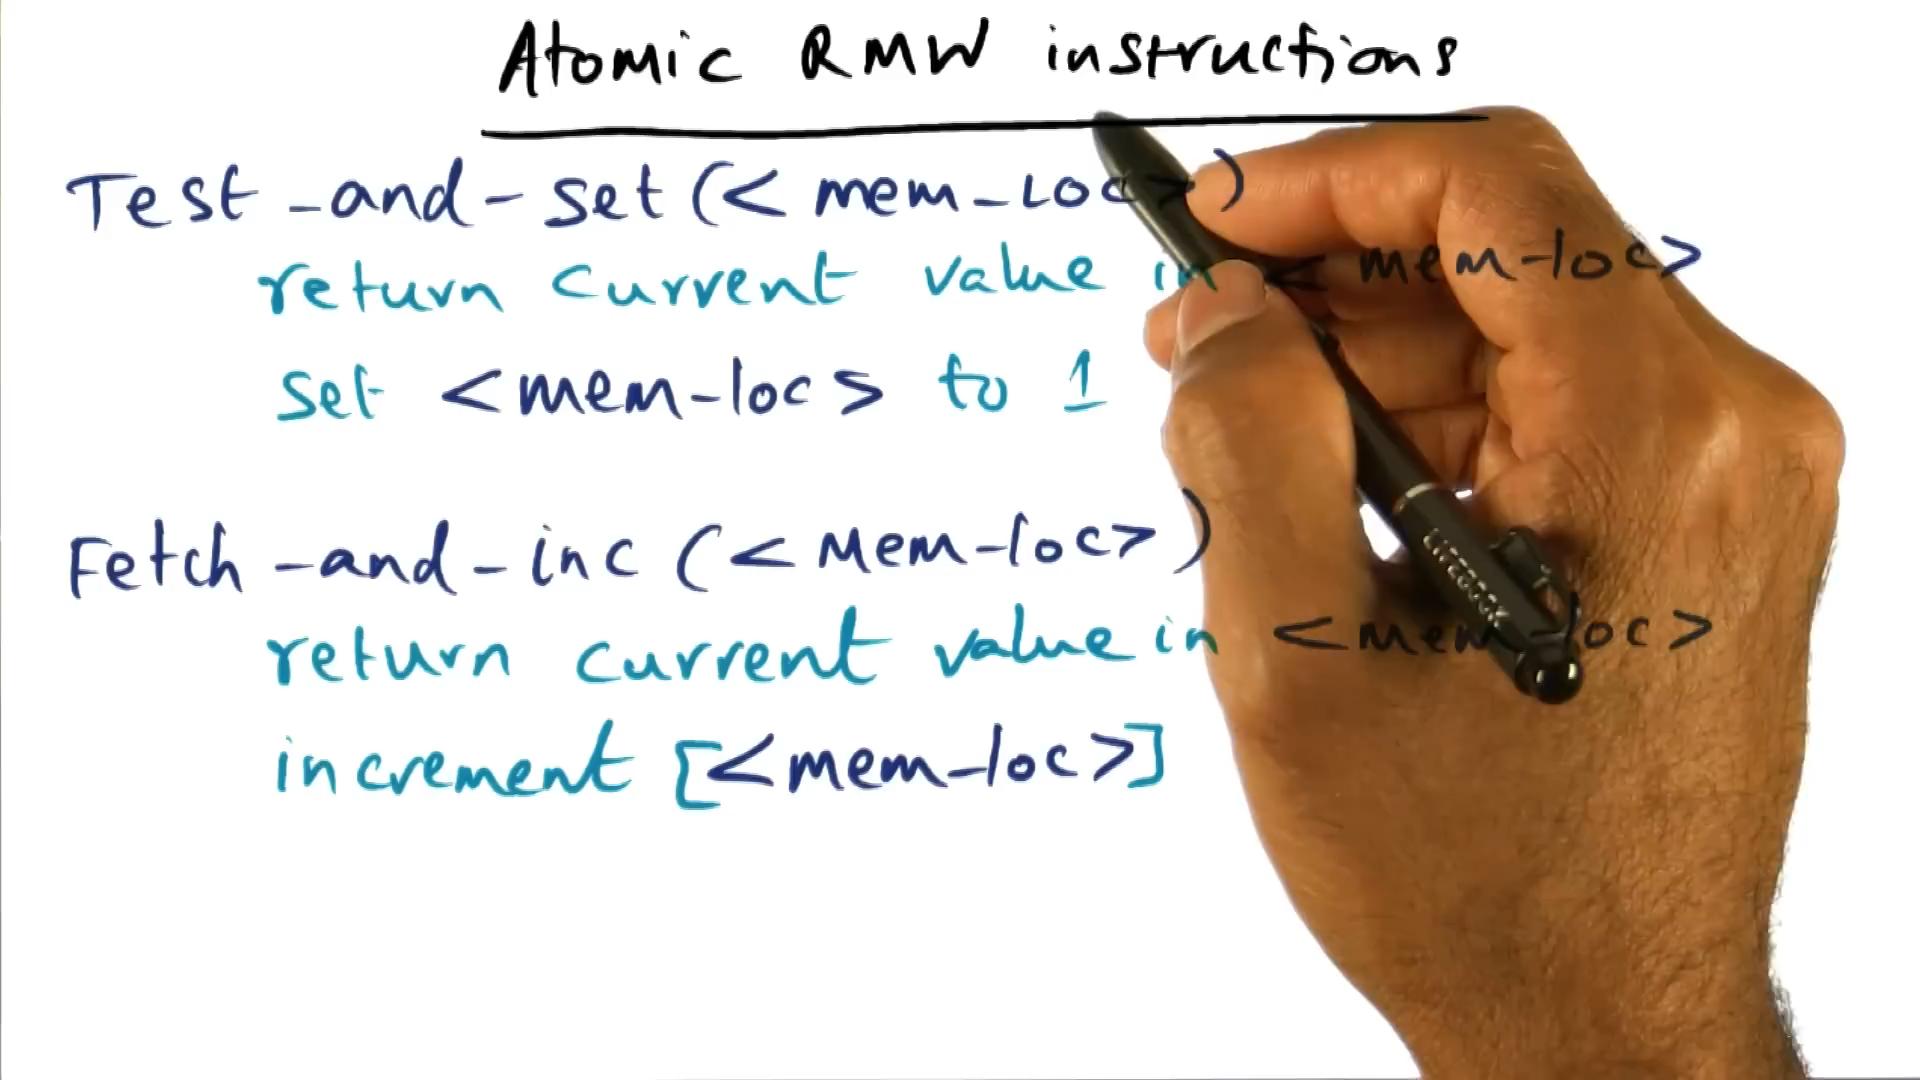 Atomic RMW instructions
Test-and-set(<mem-loc>)
return current value in <mem-loc>
set <mem-loc> to 1
Fetch-and-inc (<Mem-loc>)
return current value in <mem-loc>
increment [<mem-loc>]
LIFEBOOK